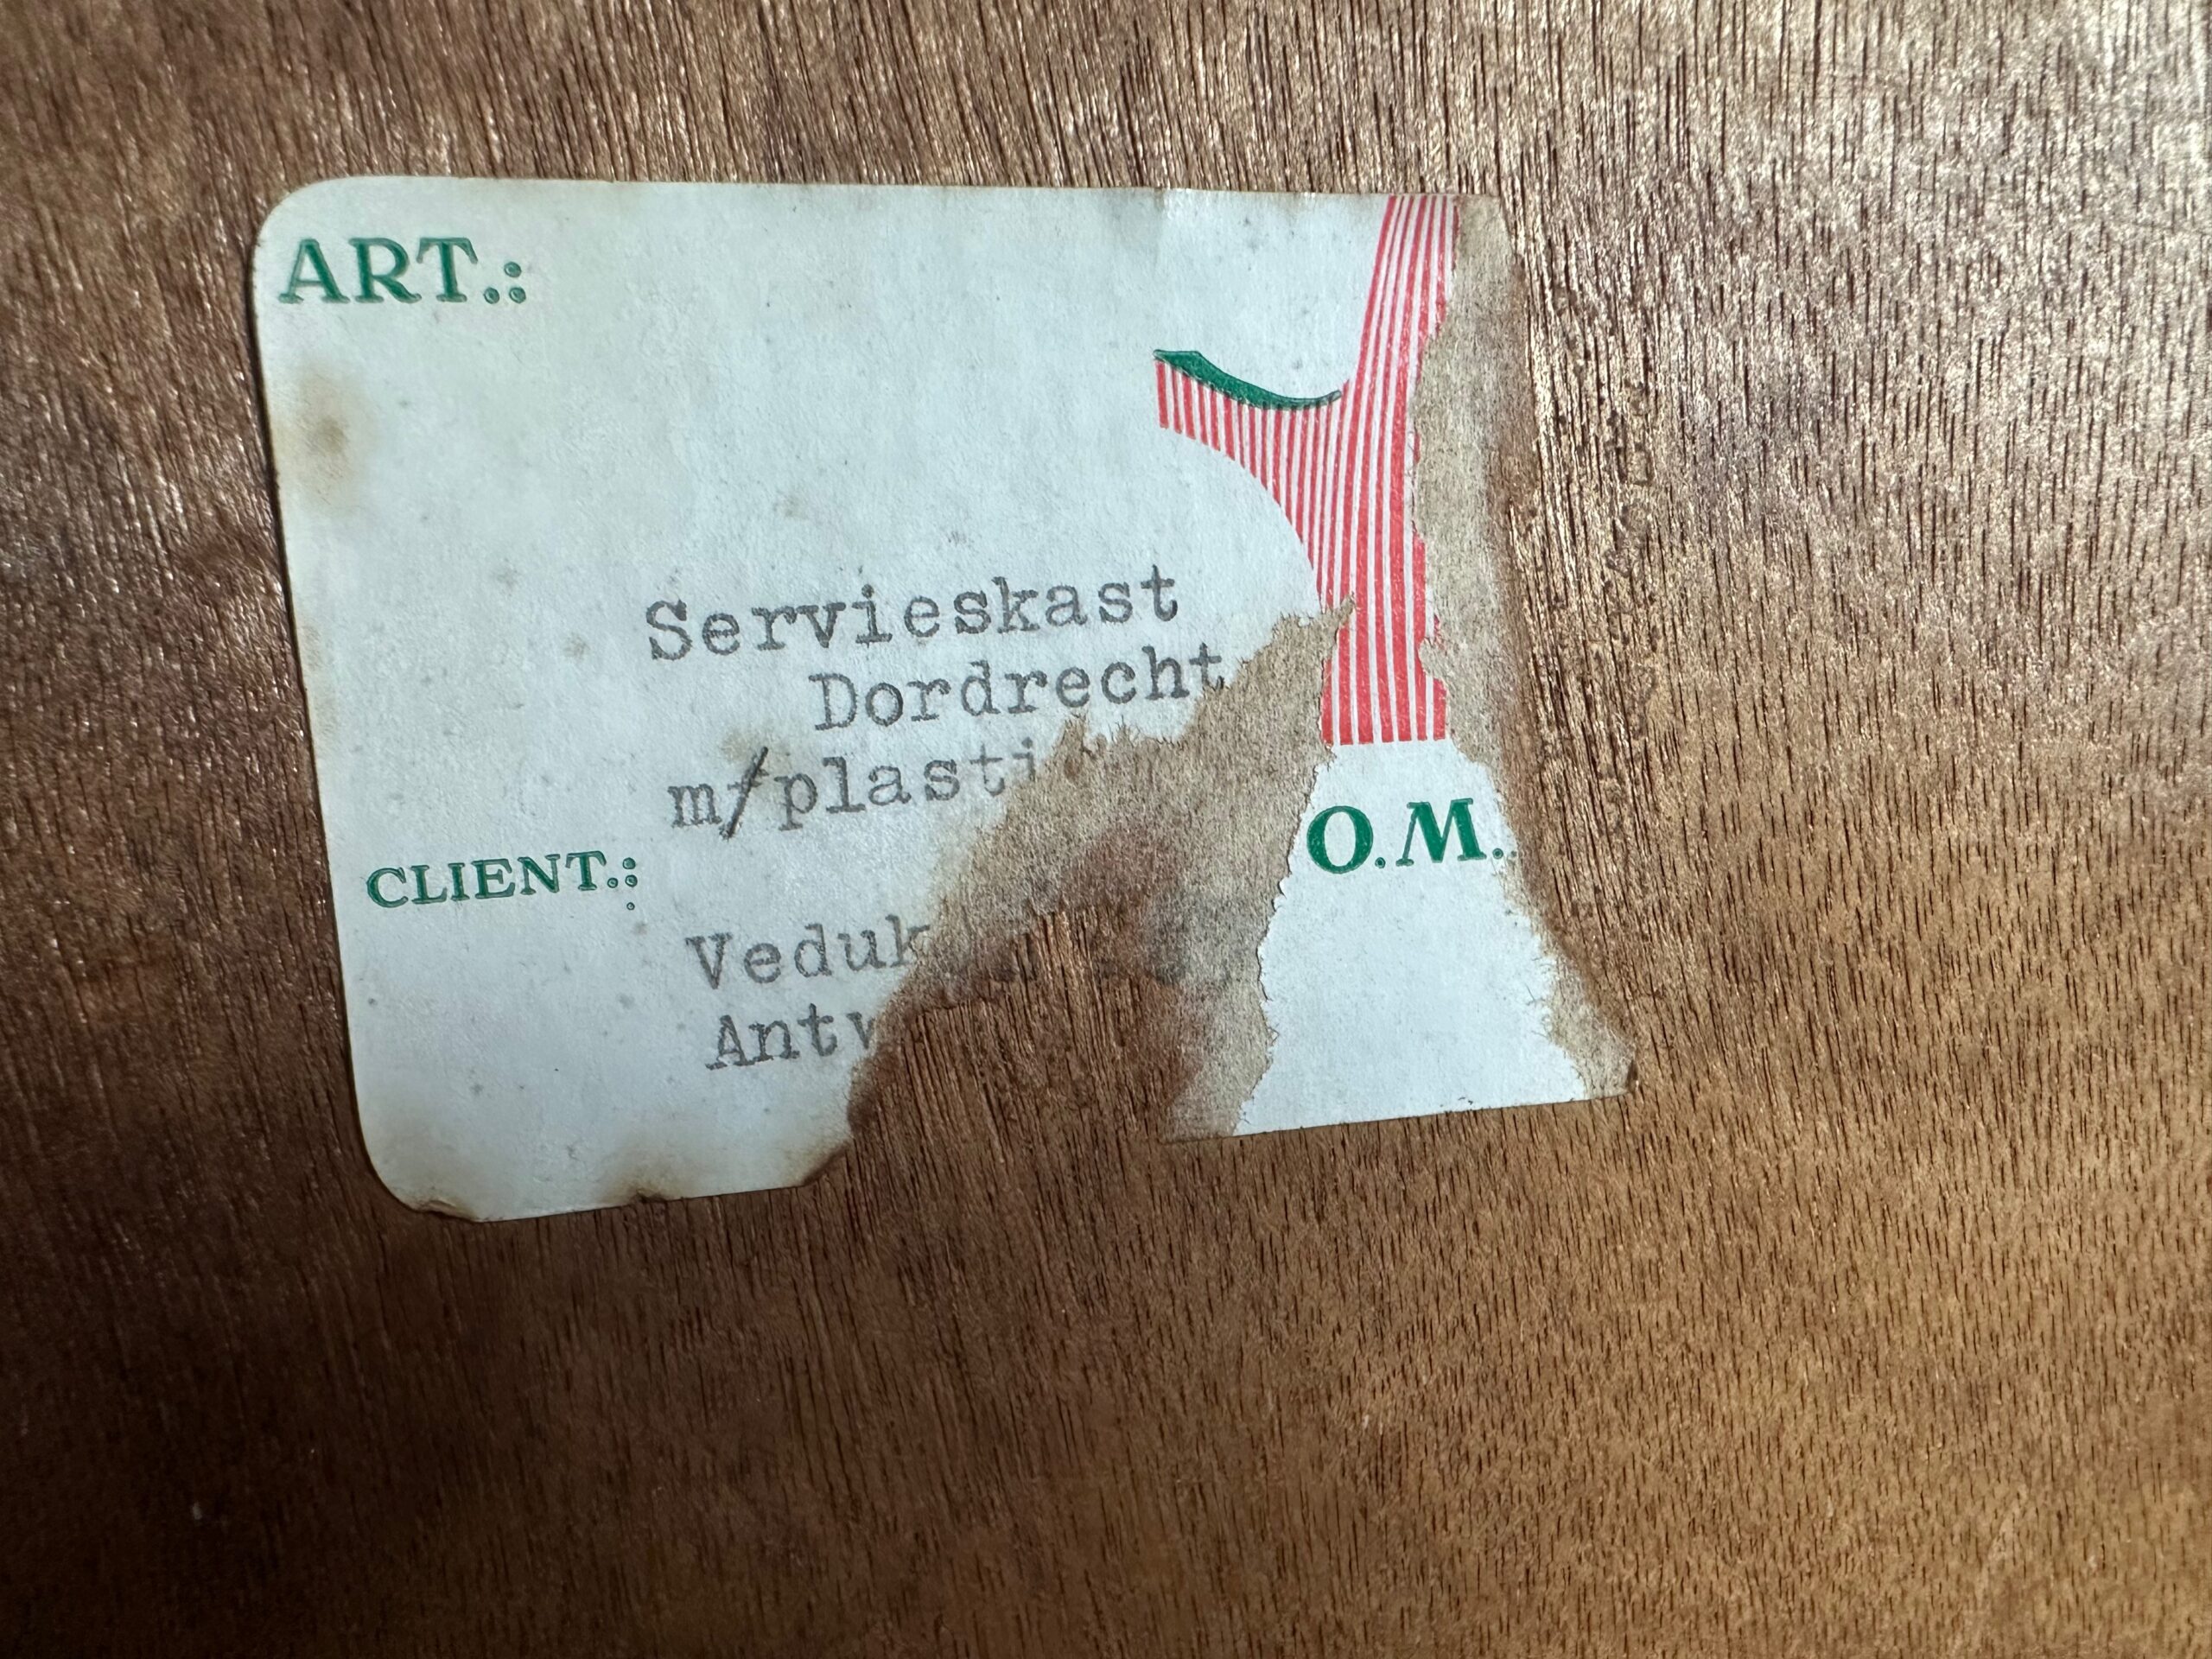 ART.:
Servieskast
Dordrecht
m/plasti
CLIENT.:
O.M.
Veduk
Antw